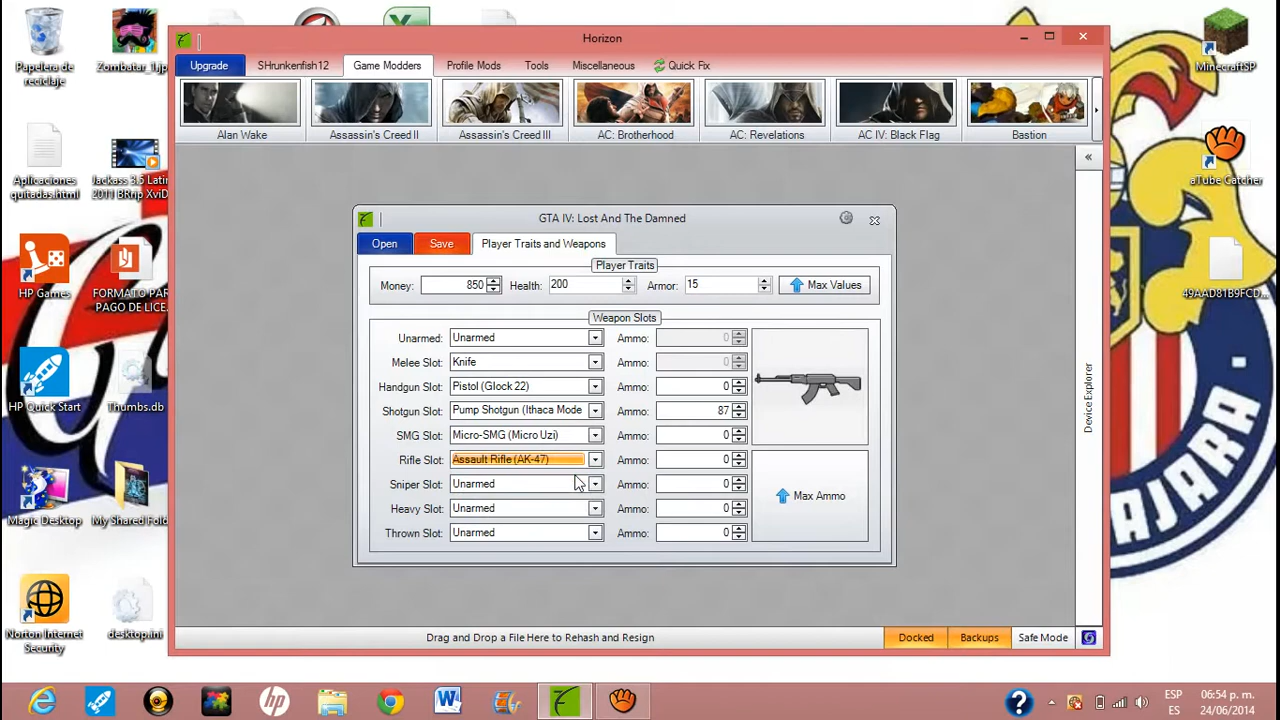 Papelera de
reciclaje
Zombatar_1.jp
Aplicaciones
quitadas.html
Jackass 3.5 Latin
2011 BRrip XviD
HP Games
FORMATO PAR
PAGO DE LICE
HP Quick Start
Thumbs.db
Magic Desktop
My Shared Fold
Norton Internet
Security
desktop.ini
Horizon
Upgrade
SHrunkenfish12
Game Modders
Profile Mods
Tools
Miscellaneous
Quick Fix
Alan Wake
Assassin's Creed II
Assassin's Creed III
AC: Brotherhood
AC: Revelations
AC IV: Black Flag
Bastion
Device Explorer
GTA IV: Lost And The Damned
Open
Save
Player Traits and Weapons
Player Traits
Money: 850 Health: 200 Armor: 15 Max Values
Weapon Slots
Unarmed: Unarmed Ammo: 0
Melee Slot: Knife Ammo: 0
Handgun Slot: Pistol (Glock 22) Ammo: 0
Shotgun Slot: Pump Shotgun (Ithaca Mode Ammo: 87
SMG Slot: Micro-SMG (Micro Uzi) Ammo: 0
Rifle Slot: Assault Rifle (AK-47) Ammo: 0
Sniper Slot: Unarmed Ammo: 0
Max Ammo
Heavy Slot: Unarmed Ammo: 0
Thrown Slot: Unarmed Ammo: 0
Drag and Drop a File Here to Rehash and Resign
Docked
Backups
Safe Mode
MinecraftSP
aTube Catcher
49AAD81B9FCD...
AJARA
hp
ESP
ES
06:54 p. m.
24/06/2014